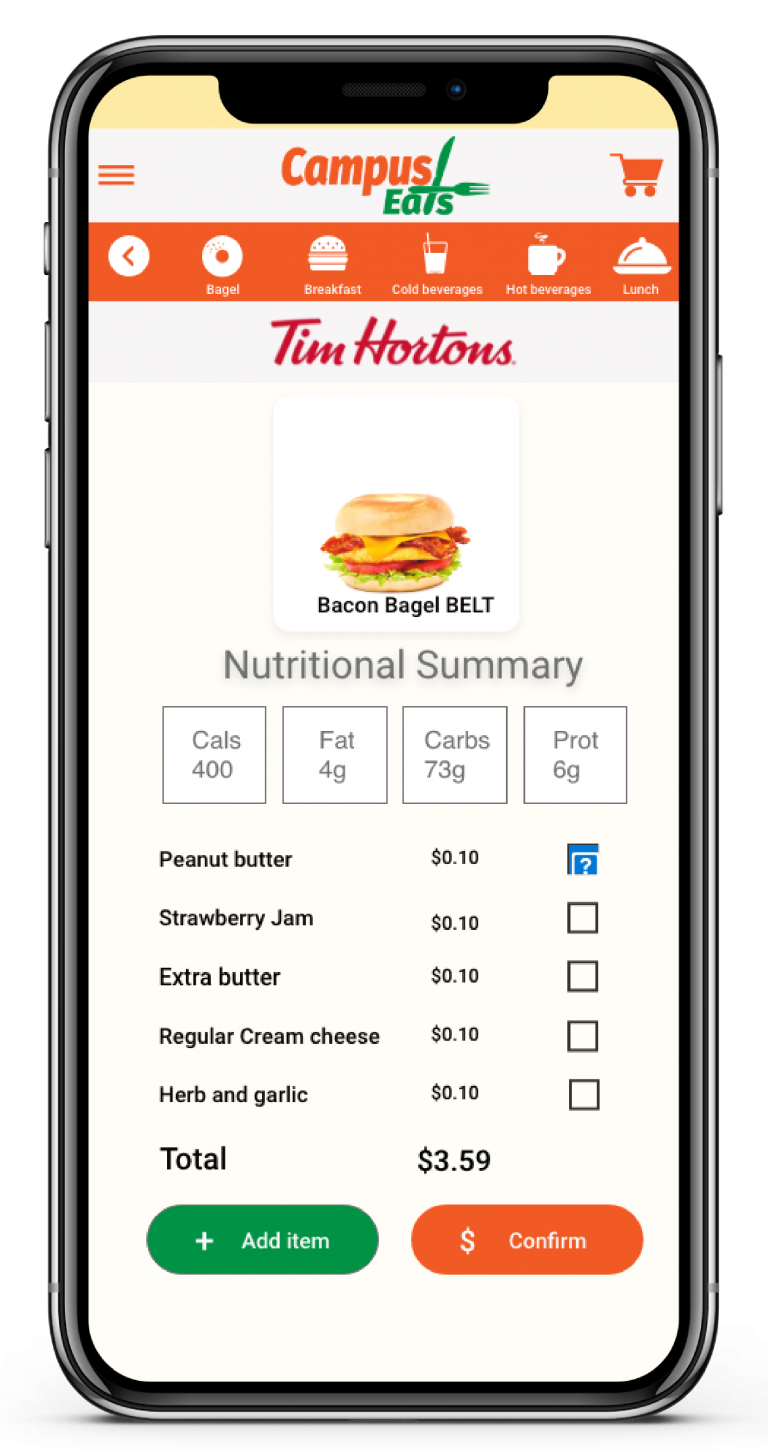 Campus
Eats
Bagel
Breakfast
Cold beverages
Hot beverages
Lunch
Tim Hortons.
Bacon Bagel BELT
Nutritional Summary
Cals
400
Fat
4g
Carbs
73g
Prot
6g
Peanut butter $0.10 ?
Strawberry Jam $0.10
Extra butter $0.10
Regular Cream cheese $0.10
Herb and garlic $0.10
Total $3.59
+ Add item
$ Confirm